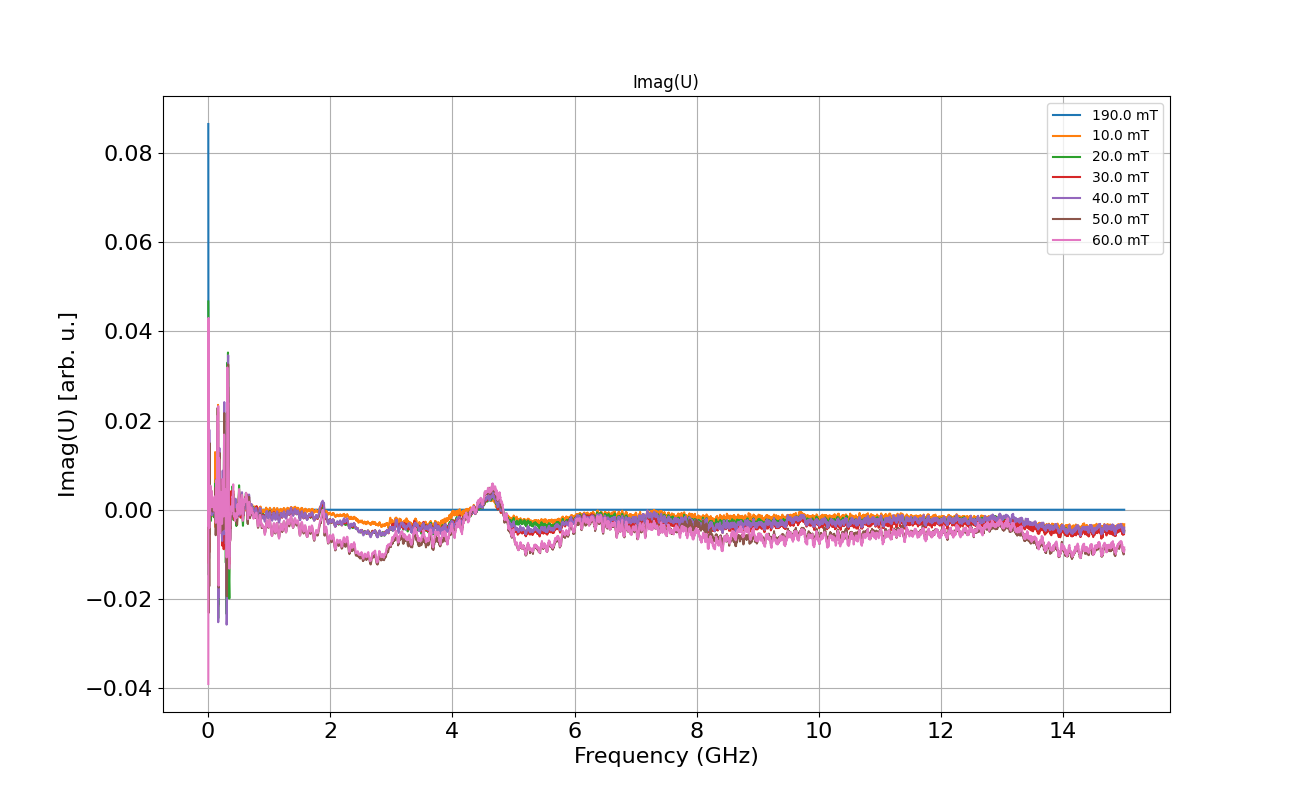 Imag(U)
190.0 mT
10.0 mT
20.0 mT
30.0 mT
40.0 mT
50.0 mT
60.0 mT
0.08
0.06
0.04
0.02
0.00
−0.02
−0.04
Imag(U) [arb. u.]
0 2 4 6 8 10 12 14
Frequency (GHz)